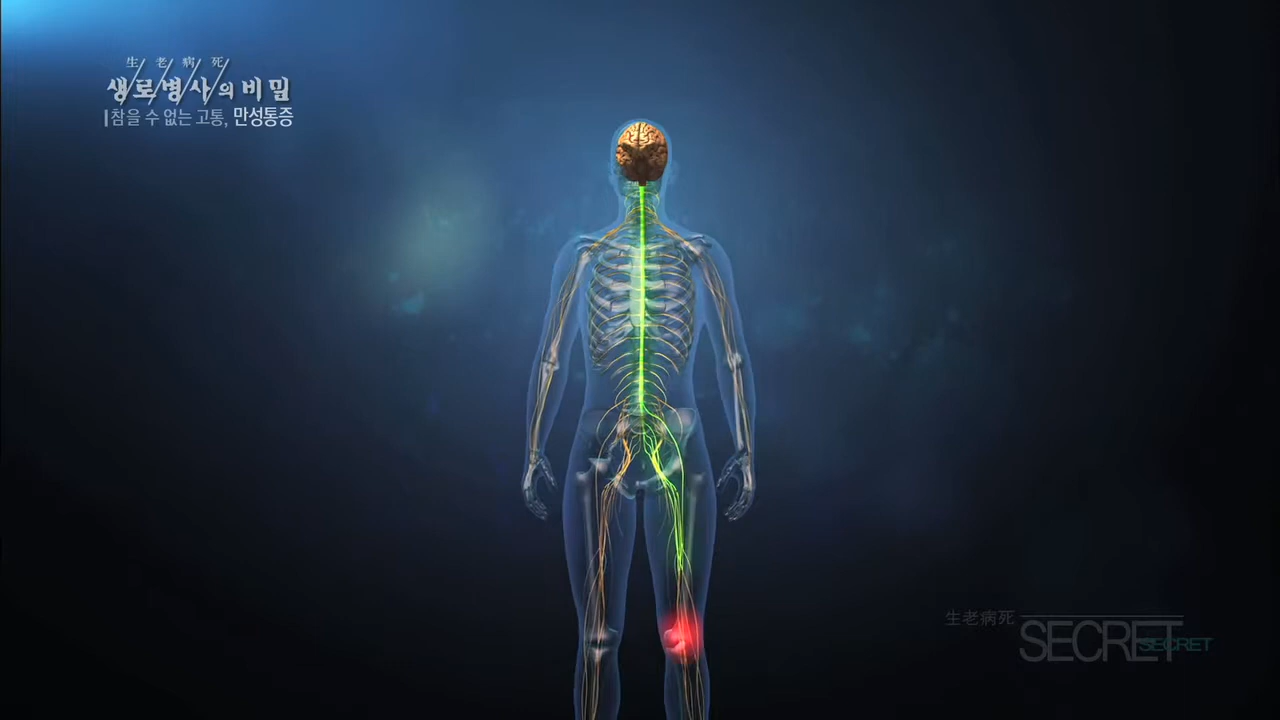 生老病死
생로병사의 비밀
참을 수 없는 고통, 만성통증
生老病死
SECRET
SECRET